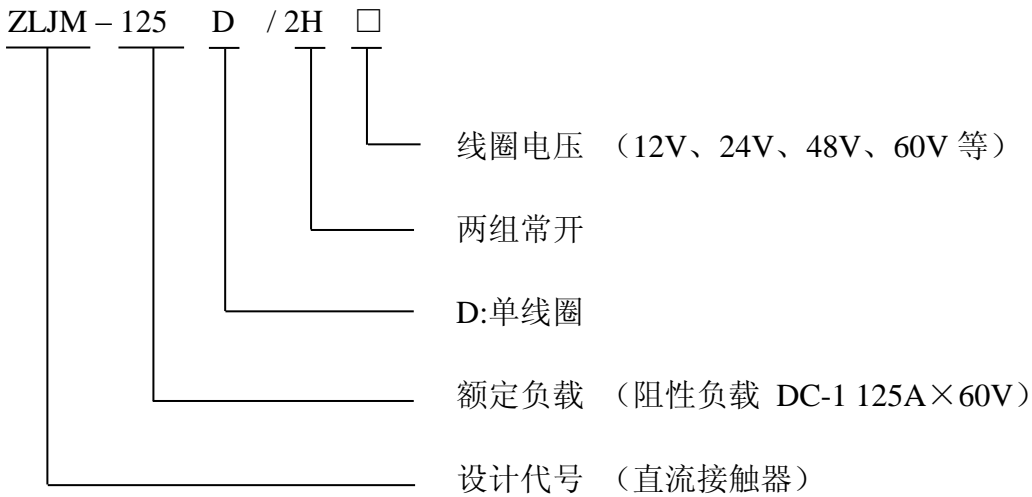 ZLJM – 125 D / 2H □
线圈电压 （12V、24V、48V、60V 等）
两组常开
D:单线圈
额定负载 （阻性负载 DC-1 125A×60V）
设计代号 （直流接触器）